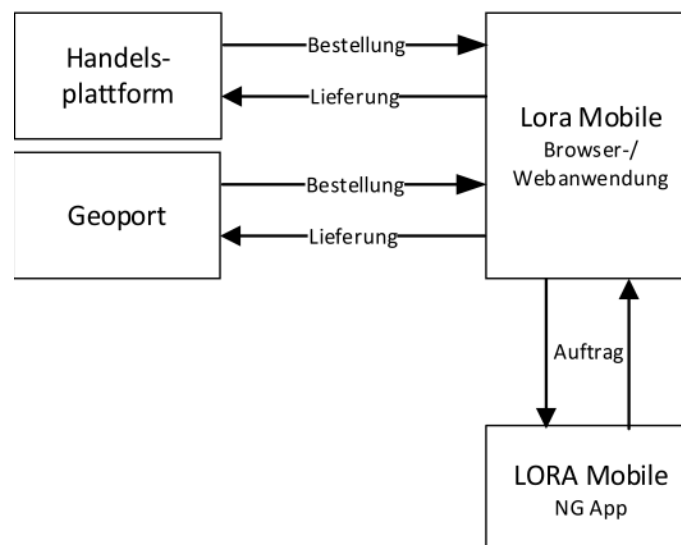 Handels-
plattform
Bestellung
Lieferung
Lora Mobile
Browser-/
Webanwendung
Geoport
Bestellung
Lieferung
Auftrag
LORA Mobile
NG App